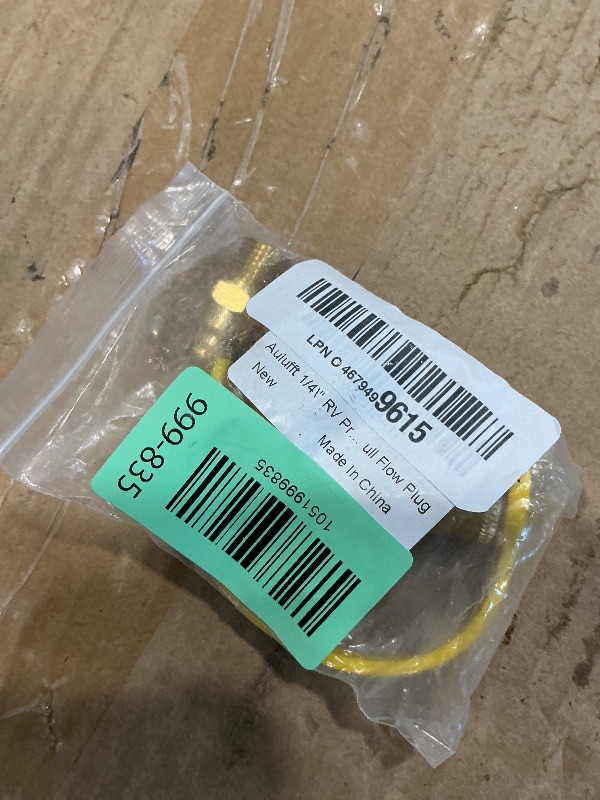 LPN C 4679499615
Aulufft 1/4\" RV Pr... ull Flow Plug
New
Made In China
999-835
1051999835